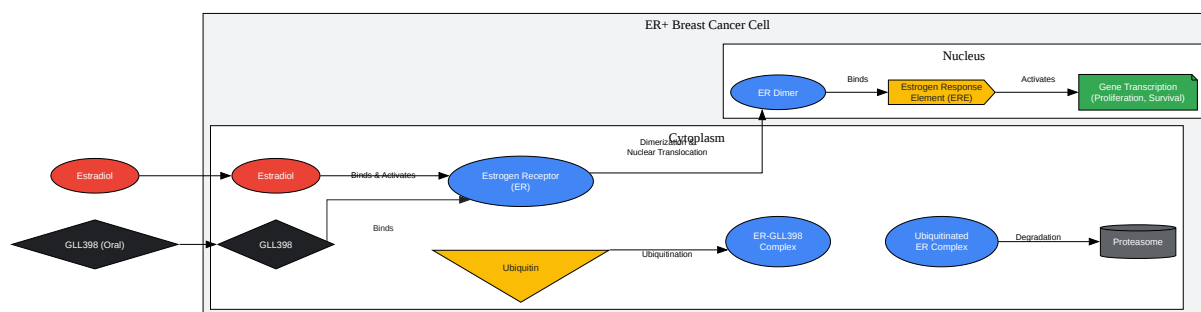 ER+ Breast Cancer Cell
Nucleus
ER Dimer
Binds
Estrogen Response
Element (ERE)
Activates
Gene Transcription
(Proliferation, Survival)
Cytoplasm
Dimerization &
Nuclear Translocation
Estradiol
Estradiol
Binds & Activates
Estrogen Receptor
(ER)
GLL398 (Oral)
GLL398
Binds
Ubiquitin
Ubiquitination
ER-GLL398
Complex
Ubiquitinated
ER Complex
Degradation
Proteasome